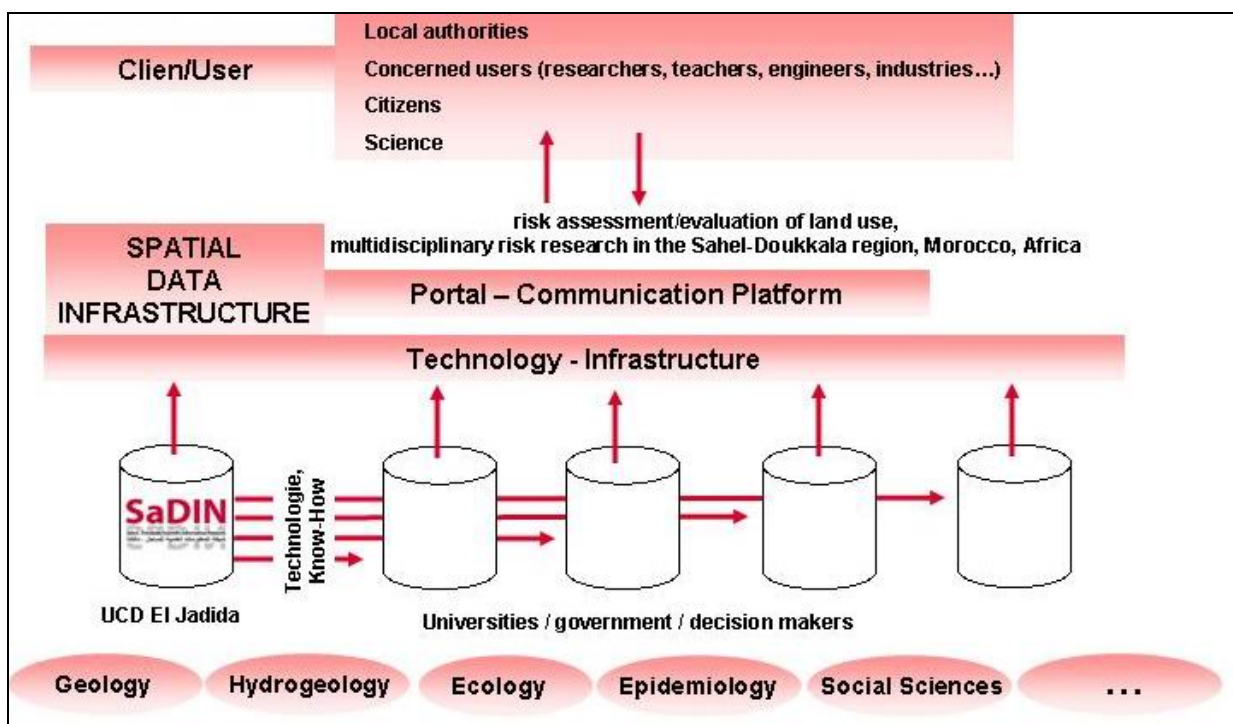 Local authorities
Clien/User
Concerned users (researchers, teachers, engineers, industries…)
Citizens
Science
risk assessment/evaluation of land use,
multidisciplinary risk research in the Sahel-Doukkala region, Morocco, Africa
SPATIAL
DATA
INFRASTRUCTURE
Portal – Communication Platform
Technology - Infrastructure
SaDIN
Technologie,
Know-How
UCD El Jadida
Universities / government / decision makers
Geology
Hydrogeology
Ecology
Epidemiology
Social Sciences
...